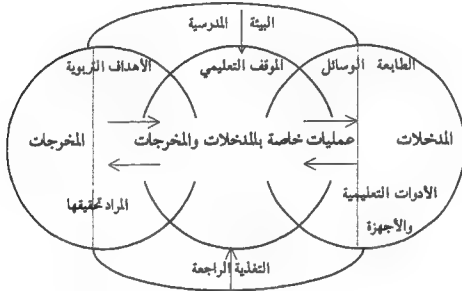 البيئة المدرسية
الطابعة الوسائل
الموقف التعليمي
الأهداف التربوية
المدخلات
عمليات خاصة بالمدخلات والمخرجات
المخرجات
الأدوات التعليمية
والأجهزة
المراد تحقيقها
التغذية الراجعة